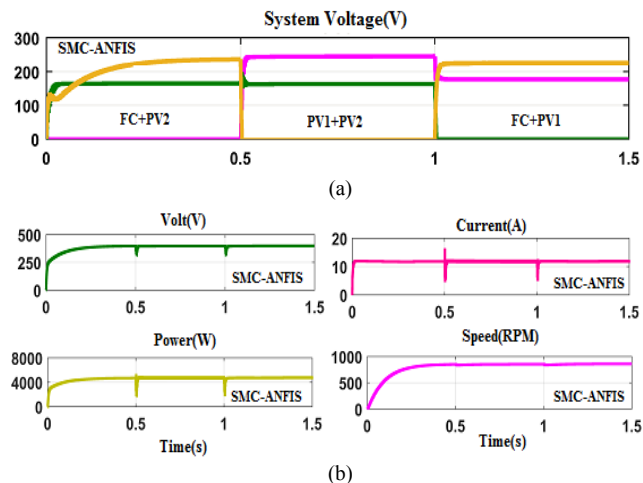 System Voltage(V)
300
SMC-ANFIS
200
100
FC+PV2
PV1+PV2
FC+PV1
0
0
0.5
1
1.5
(a)
Volt(V)
500
250
0
SMC-ANFIS
0
0.5
1
1.5
Current(A)
20
10
0
SMC-ANFIS
0
0.5
1
1.5
Power(W)
8000
4000
0
SMC-ANFIS
0
0.5
1
1.5
Time(s)
Speed(RPM)
1000
500
0
SMC-ANFIS
0
0.5
1
1.5
Time(s)
(b)